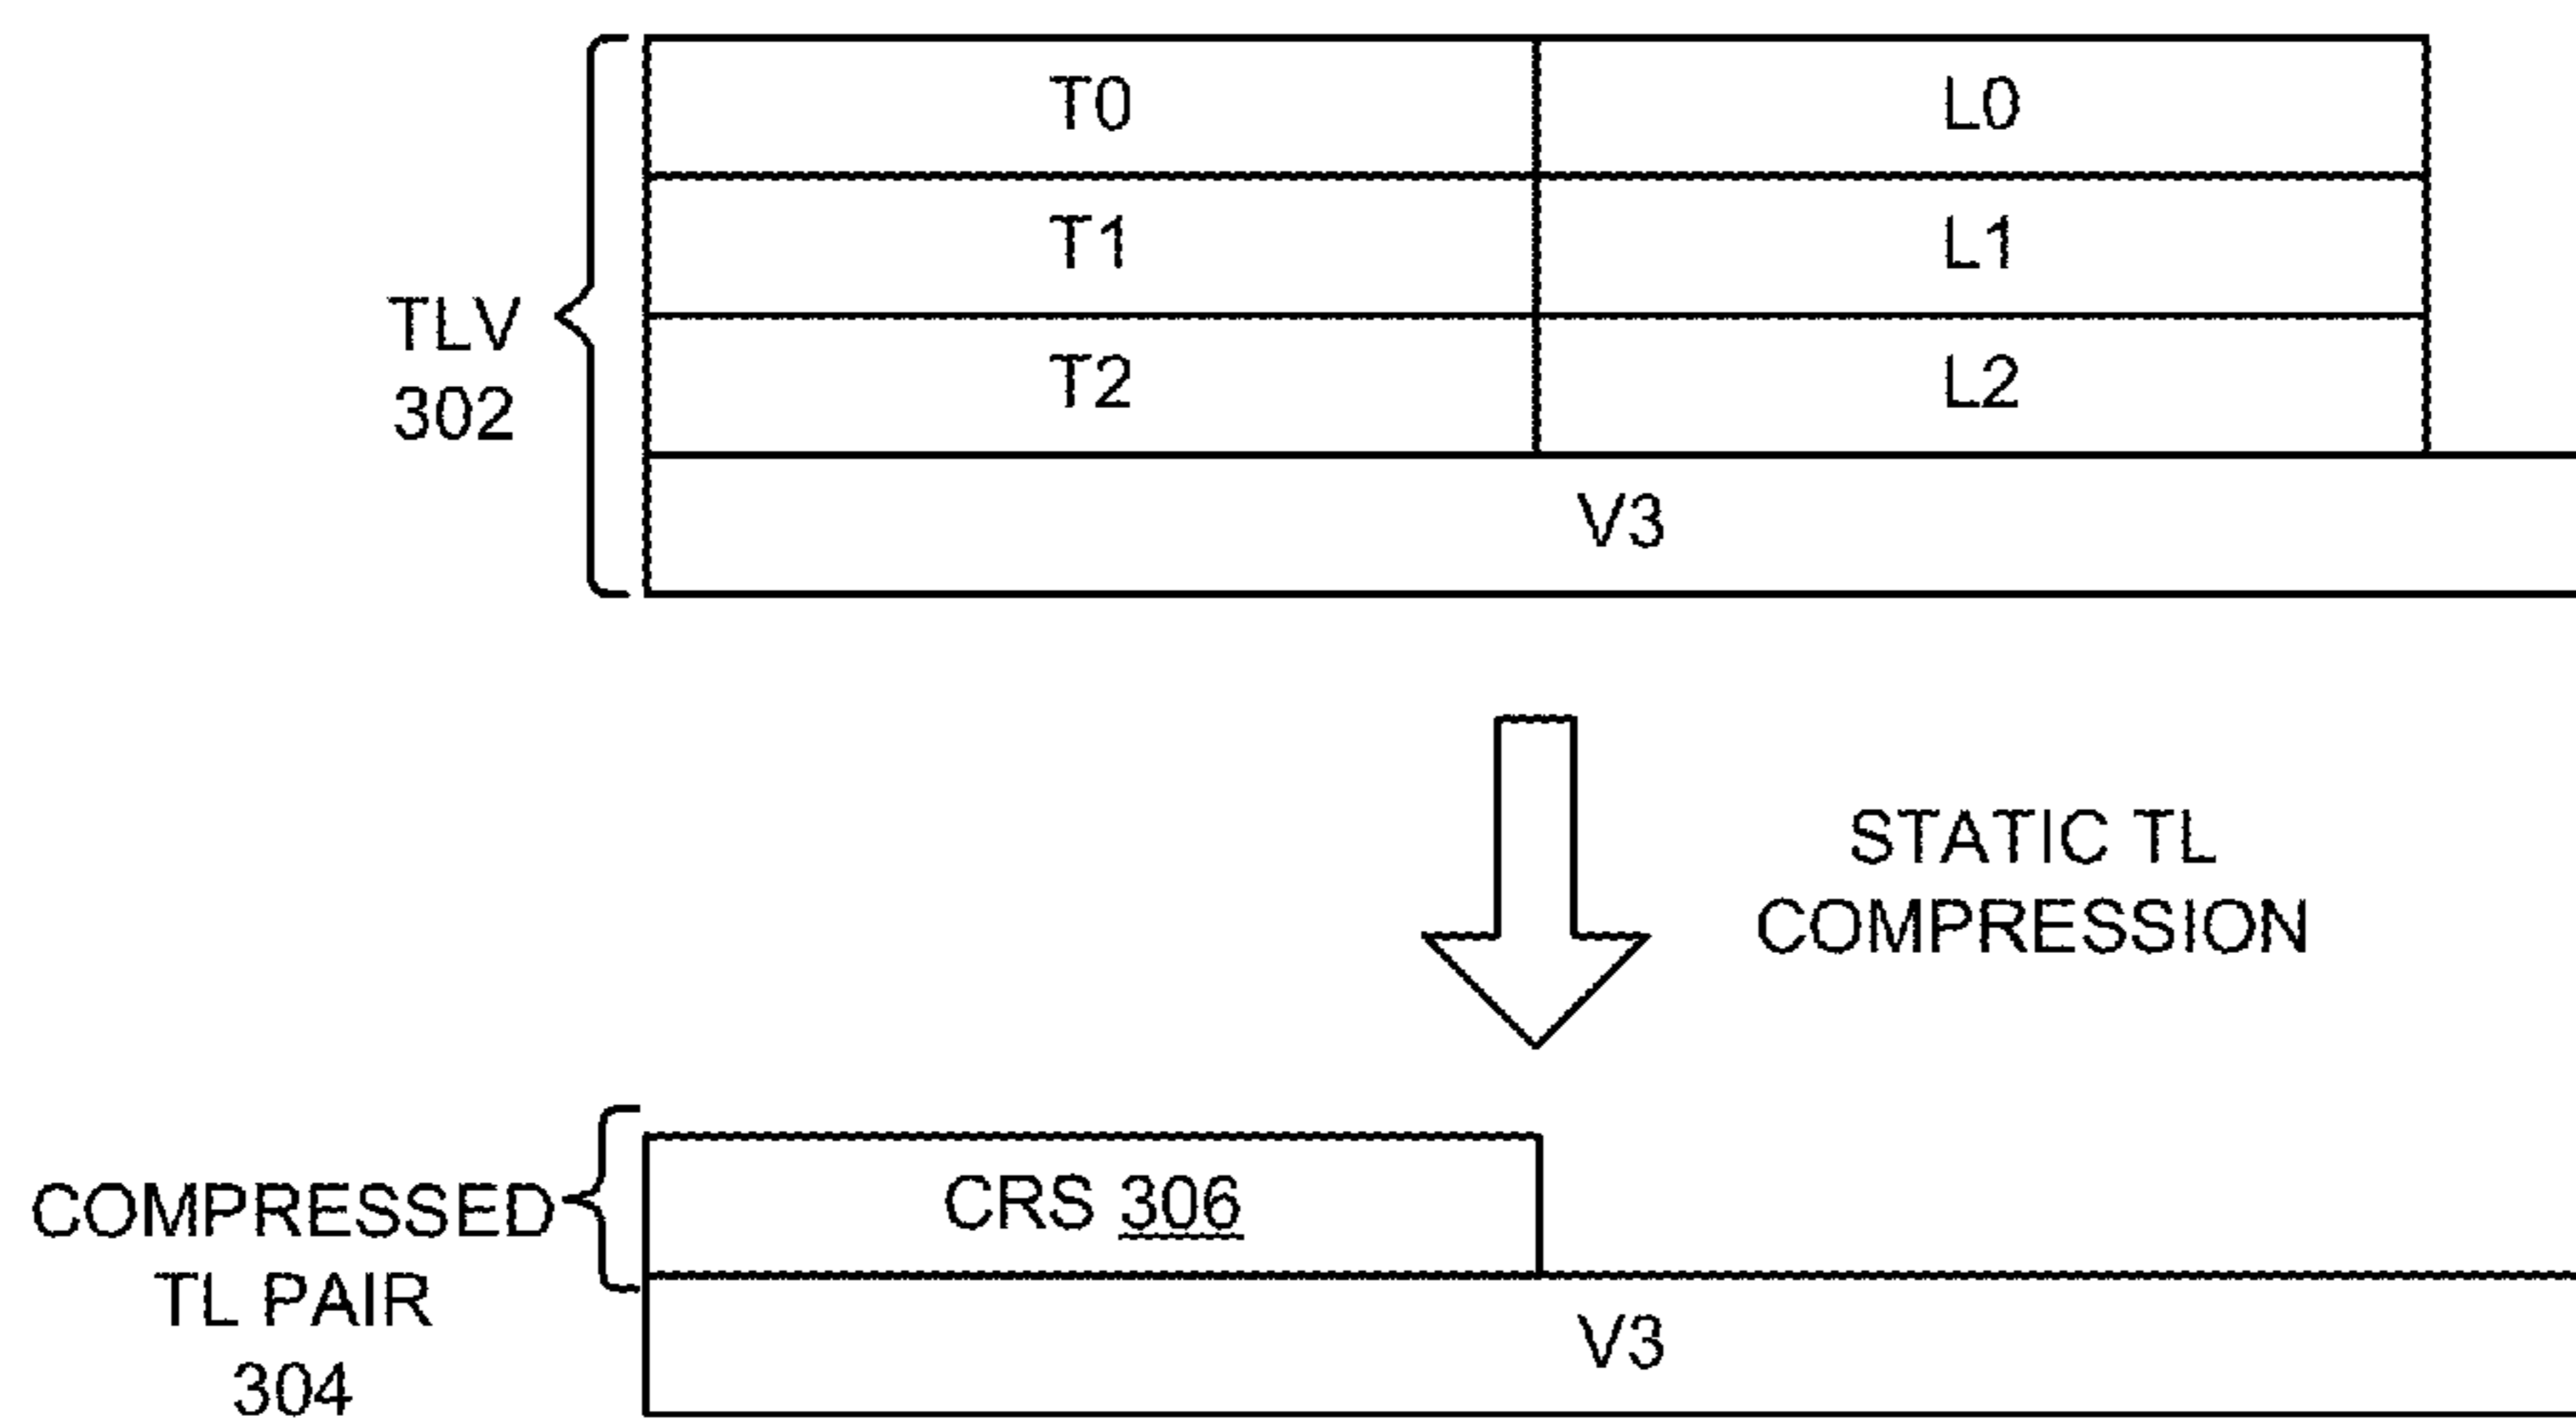 T0 L0
T1 L1
TLV
302
T2 L2
V3
STATIC TL
COMPRESSION
COMPRESSED
TL PAIR
304
CRS 306
V3